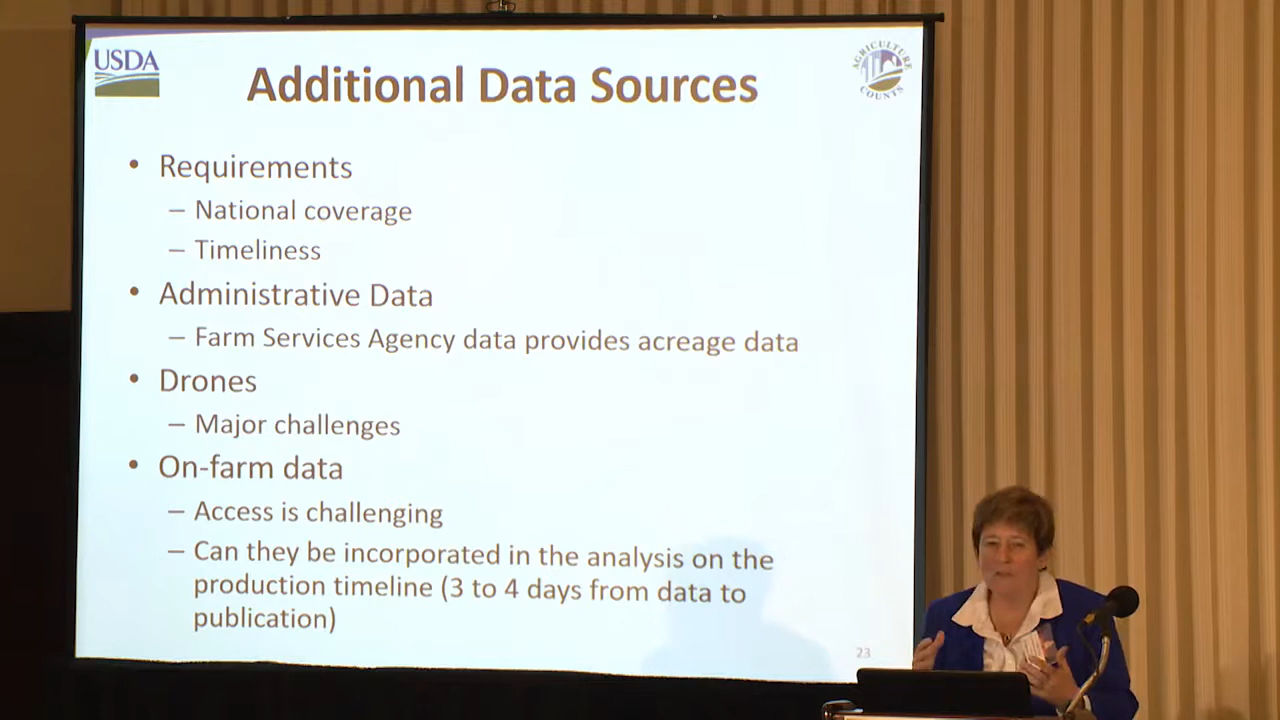 USDA
AGRICULTURE
COUNTS
Additional Data Sources
• Requirements
– National coverage
– Timeliness
• Administrative Data
– Farm Services Agency data provides acreage data
• Drones
– Major challenges
• On-farm data
– Access is challenging
– Can they be incorporated in the analysis on the
production timeline (3 to 4 days from data to
publication)
23